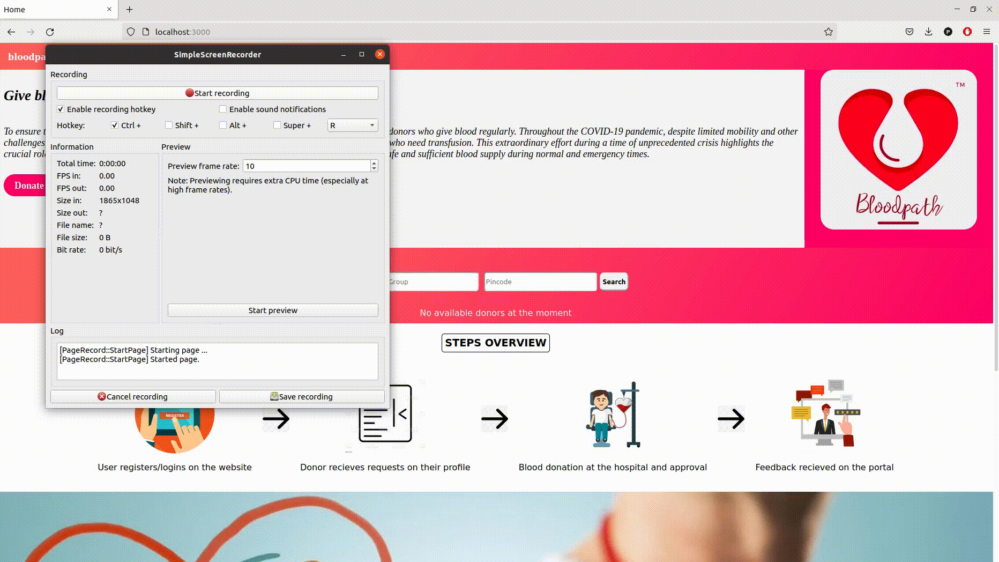 Home
localhost:3000
bloodpa
SimpleScreenRecorder
Recording
Start recording
Enable recording hotkey
Enable sound notifications
Hotkey:
Ctrl +
Shift +
Alt +
Super +
R
Information
Total time: 0:00:00
FPS in: 0.00
FPS out: 0.00
Size in: 1865x1048
Size out: ?
File name: ?
File size: 0 B
Bit rate: 0 bit/s
Preview
Preview frame rate: 10
Note: Previewing requires extra CPU time (especially at
high frame rates).
Start preview
Log
[PageRecord::StartPage] Starting page ...
[PageRecord::StartPage] Started page.
Cancel recording
Save recording
Give bl
To ensure t
donors who give blood regularly. Throughout the COVID-19 pandemic, despite limited mobility and other
challenges
who need transfusion. This extraordinary effort during a time of unprecedented crisis highlights the
crucial rol
afe and sufficient blood supply during normal and emergency times.
Donate
TM
Bloodpath
Group
Pincode
Search
No available donors at the moment
STEPS OVERVIEW
REGISTER
User registers/logins on the website
Donor recieves requests on their profile
Blood donation at the hospital and approval
Feedback recieved on the portal